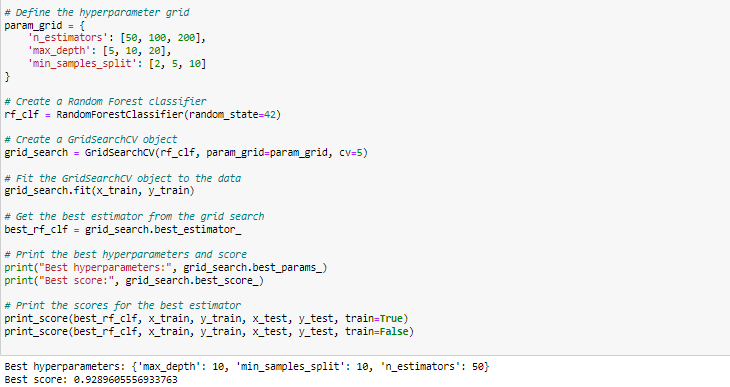 # Define the hyperparameter grid
param_grid = {
    'n_estimators': [50, 100, 200],
    'max_depth': [5, 10, 20],
    'min_samples_split': [2, 5, 10]
}
# Create a Random Forest classifier
rf_clf = RandomForestClassifier(random_state=42)
# Create a GridSearchCV object
grid_search = GridSearchCV(rf_clf, param_grid=param_grid, cv=5)
# Fit the GridSearchCV object to the data
grid_search.fit(x_train, y_train)
# Get the best estimator from the grid search
best_rf_clf = grid_search.best_estimator_
# Print the best hyperparameters and score
print("Best hyperparameters:", grid_search.best_params_)
print("Best score:", grid_search.best_score_)
# Print the scores for the best estimator
print_score(best_rf_clf, x_train, y_train, x_test, y_test, train=True)
print_score(best_rf_clf, x_train, y_train, x_test, y_test, train=False)
Best hyperparameters: {'max_depth': 10, 'min_samples_split': 10, 'n_estimators': 50}
Best score: 0.9289605556933763